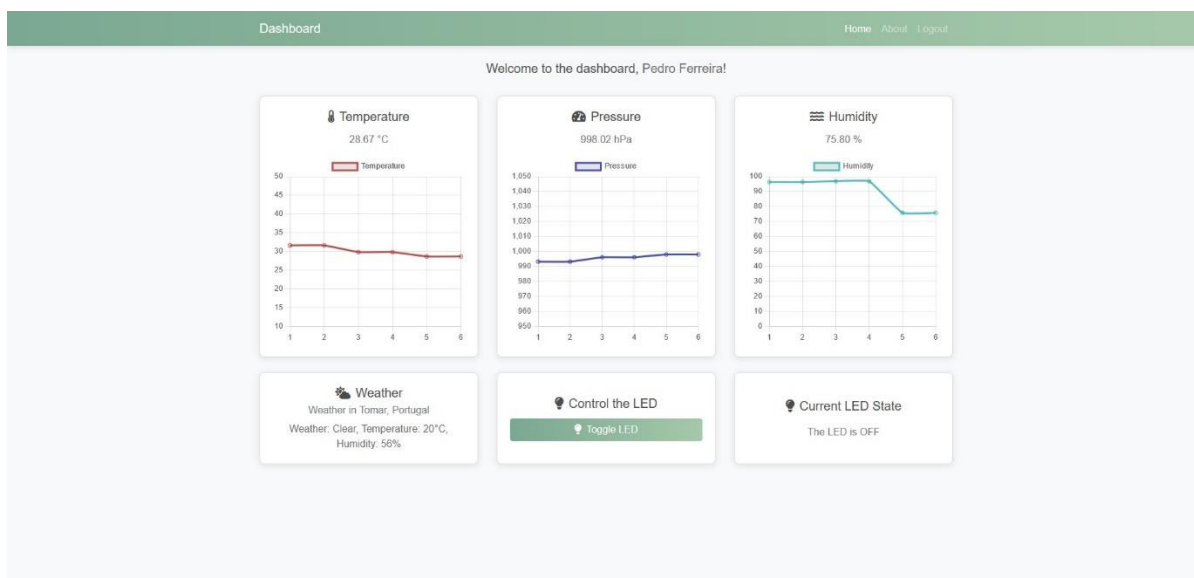 Dashboard
Home About Logout
Welcome to the dashboard, Pedro Ferreira!
Temperature
28.67 °C
Temperature
50
45
40
35
30
25
20
15
10
1 2 3 4 5 6
Pressure
998.02 hPa
Pressure
1,050
1,040
1,030
1,020
1,010
1,000
990
980
970
960
950
1 2 3 4 5 6
Humidity
75.80 %
Humidity
100
90
80
70
60
50
40
30
20
10
0
1 2 3 4 5 6
Weather
Weather in Tomar, Portugal
Weather: Clear, Temperature: 20°C,
Humidity: 56%
Control the LED
Toggle LED
Current LED State
The LED is OFF